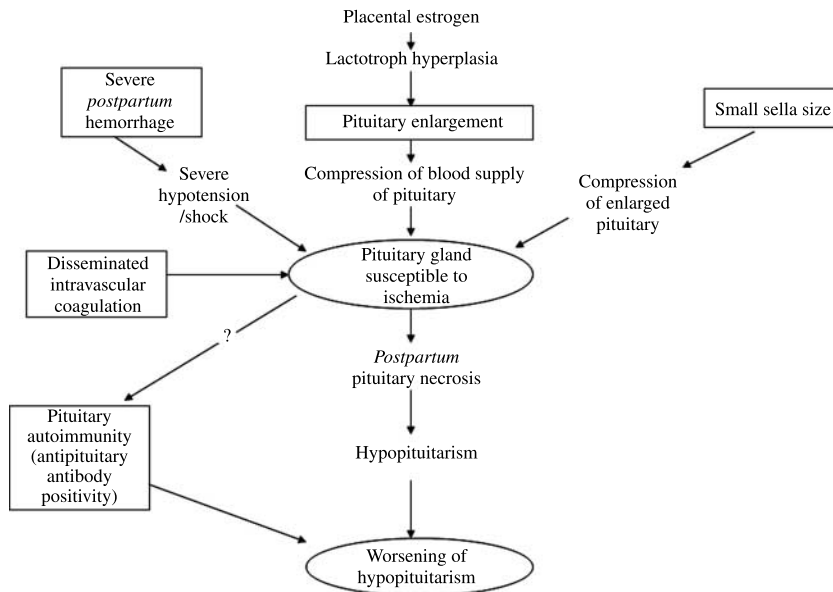 Placental estrogen
Lactotroph hyperplasia
Severe
postpartum
hemorrhage
Pituitary enlargement
Small sella size
Severe
hypotension
/shock
Compression of blood supply
of pituitary
Compression
of enlarged
pituitary
Disseminated
intravascular
coagulation
Pituitary gland
susceptible to
ischemia
?
Postpartum
pituitary necrosis
Pituitary
autoimmunity
(antipituitary
antibody
positivity)
Hypopituitarism
Worsening of
hypopituitarism